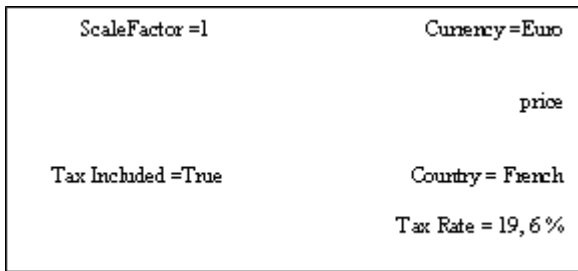 ScaleFactor =1 Currency =Euro
price
Tax Included =True Country = French
Tax Rate = 19, 6 %